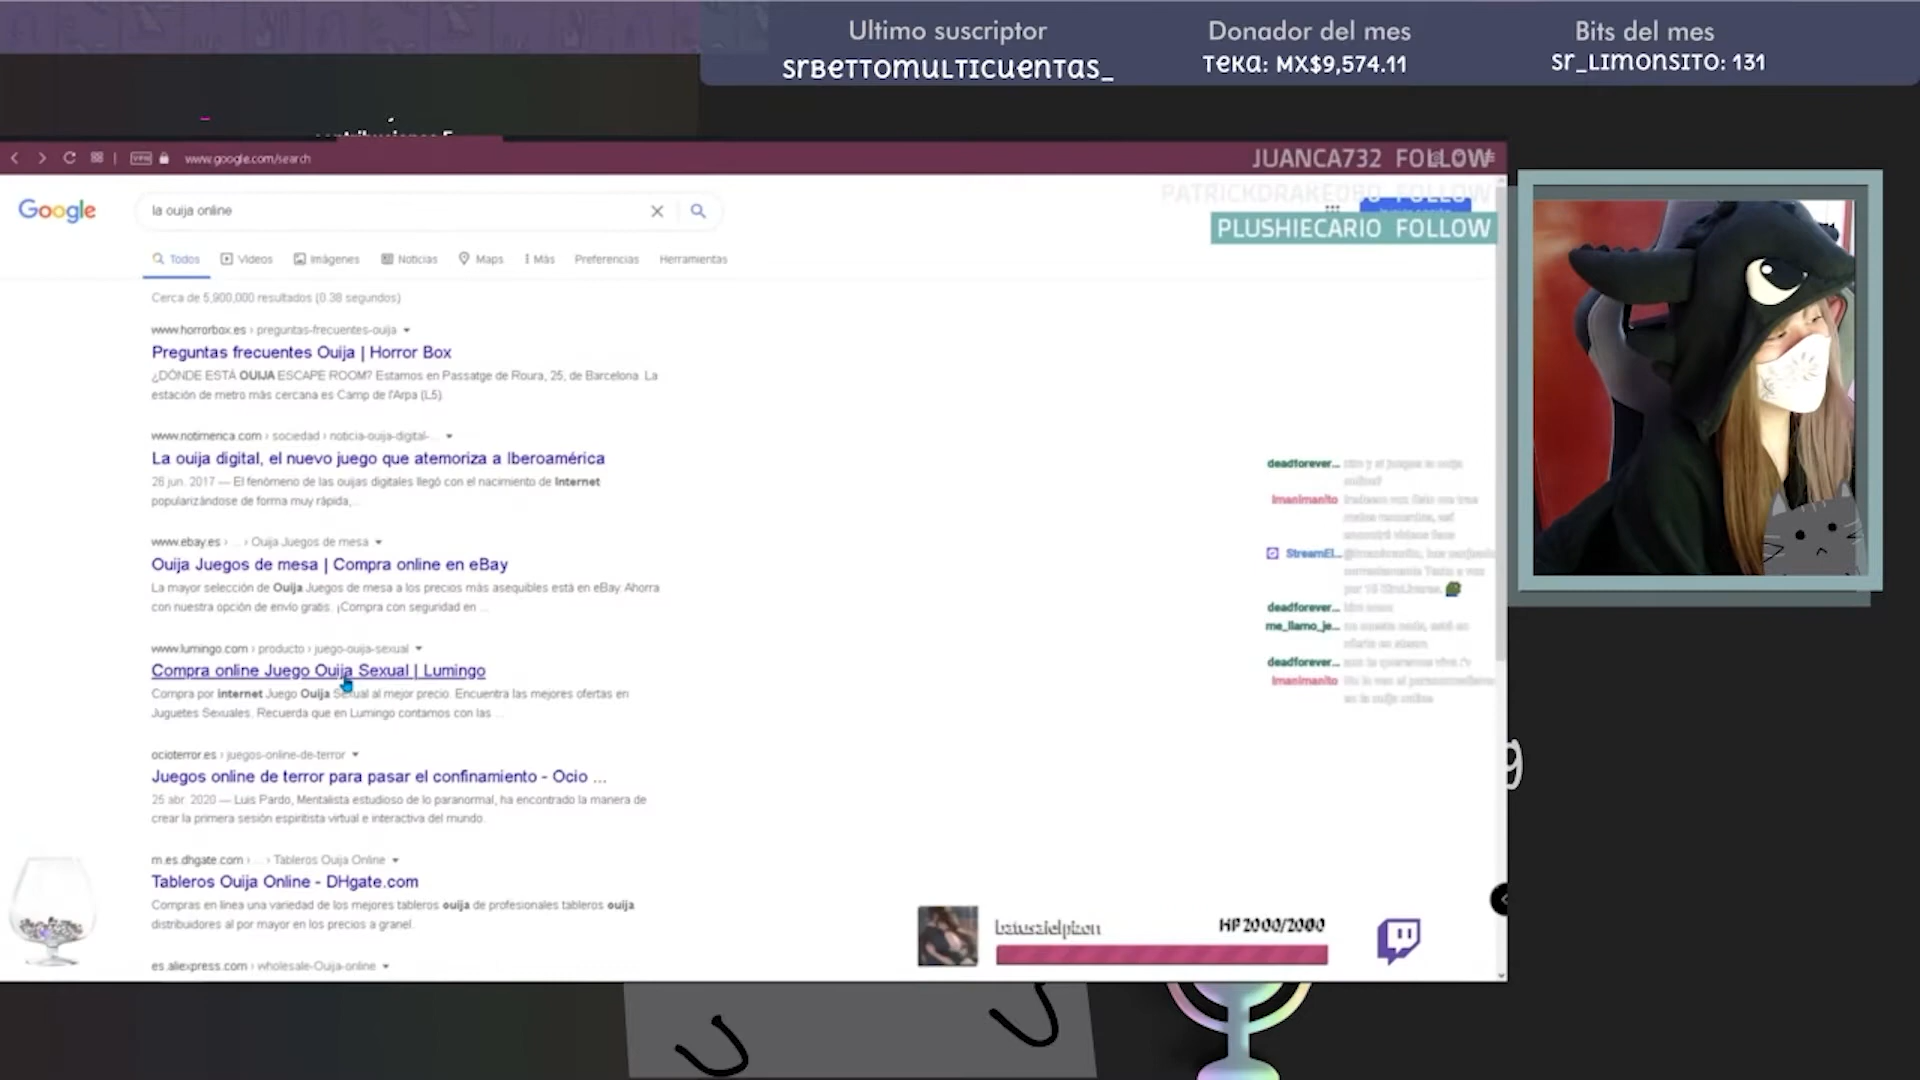 Ultimo suscriptor
srBettomulticuentas_
Donador del mes
Teka: MX$9,574.11
Bits del mes
sr_Limonsito: 131
www.google.com/search
JUANCA732 FOLLOW
PATRICKDRAKE080 FOLLOW
PLUSHIECARIO FOLLOW
Google
la ouija online
Todos Videos Imágenes Noticias Maps Más Preferencias Herramientas
Cerca de 5,900,000 resultados (0.38 segundos)
www.horrorbox.es › preguntas-frecuentes-ouija
Preguntas frecuentes Ouija | Horror Box
¿DÓNDE ESTÁ OUIJA ESCAPE ROOM? Estamos en Passatge de Roura, 25, de Barcelona. La
estación de metro más cercana es Camp de l'Arpa (L5).
www.notimerica.com › sociedad › noticia-ouija-digital-...
La ouija digital, el nuevo juego que atemoriza a Iberoamérica
26 jun. 2017 — El fenómeno de las ouijas digitales llegó con el nacimiento de Internet
popularizándose de forma muy rápida, ...
www.ebay.es › ... › Ouija Juegos de mesa
Ouija Juegos de mesa | Compra online en eBay
La mayor selección de Ouija Juegos de mesa a los precios más asequibles está en eBay Ahorra
con nuestra opción de envío gratis. ¡Compra con seguridad en ...
www.lumingo.com › producto › juego-ouija-sexual
Compra online Juego Ouija Sexual | Lumingo
Compra por internet Juego Ouija Sexual al mejor precio. Encuentra las mejores ofertas en
Juguetes Sexuales. Recuerda que en Lumingo contamos con las ...
ocioterror.es › juegos-online-de-terror
Juegos online de terror para pasar el confinamiento - Ocio ...
25 abr. 2020 — Luis Pardo, Mentalista estudioso de lo paranormal, ha encontrado la manera de
crear la primera sesión espiritista virtual e interactiva del mundo.
m.es.dhgate.com › ... › Tableros Ouija Online
Tableros Ouija Online - DHgate.com
Compras en línea una variedad de los mejores tableros ouija de profesionales tableros ouija
distribuidores al por mayor en los precios a granel.
es.aliexpress.com › wholesale-Ouija-online
deadforever...
Imanimanito
StreamEl...
deadforever...
me_llamo_je...
deadforever...
Imanimanito
HP 2000/2000